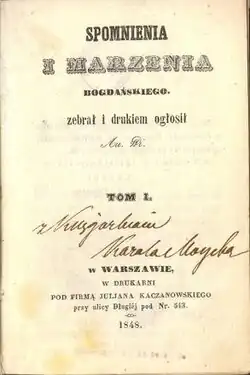 SPOMNIENIA
I MARZENIA
BOGDAŃSKIEGO.
zebrał i drukiem ogłosił
TOM I.
z Księgarni
Karola
w WARSZAWIE,
W DRUKARNI
POD FIRMĄ JULJANA KACZANOWSKIEGO
przy ulicy Długiéj pod Nr. 543.
1848.